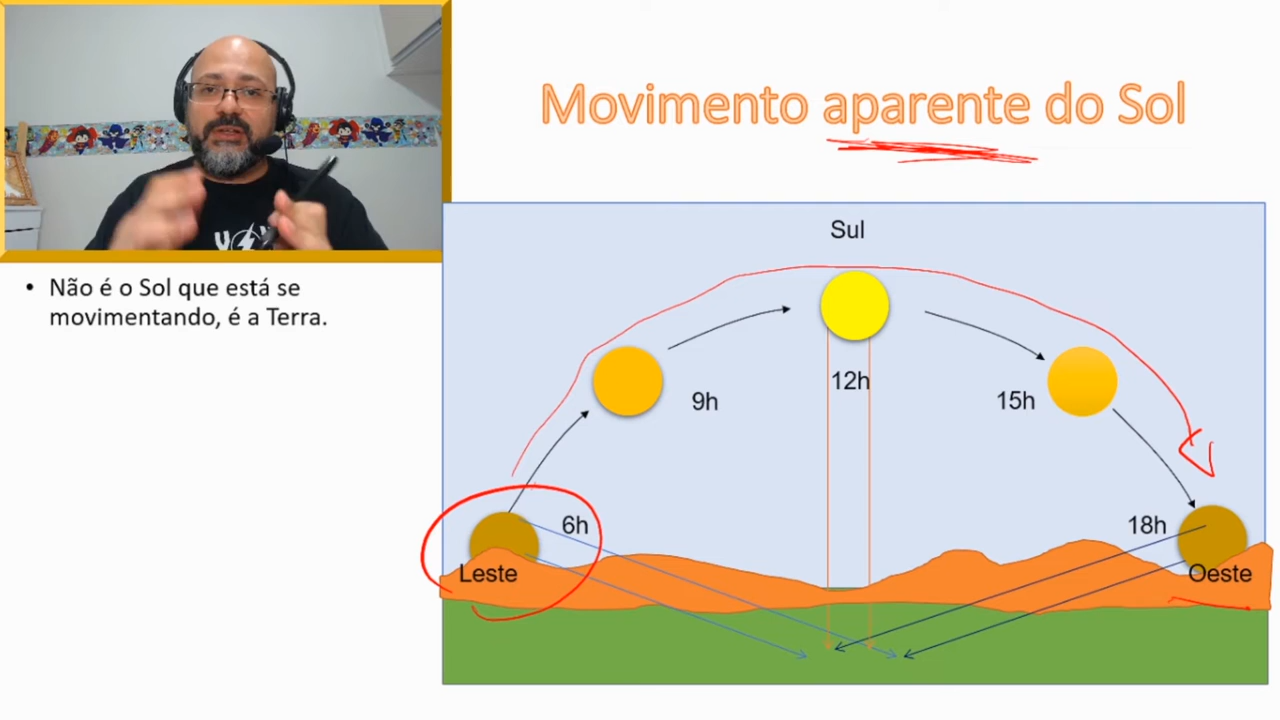 Movimento aparente do Sol
• Não é o Sol que está se
movimentando, é a Terra.
Sul
12h
9h
15h
6h
18h
Leste
Oeste